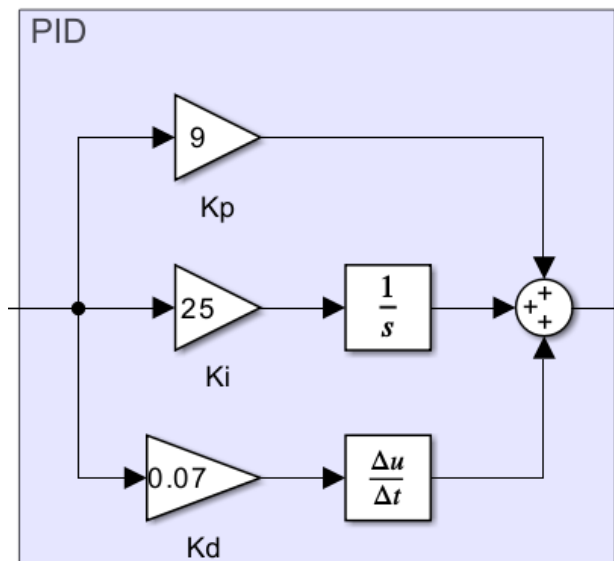 PID
9
Kp
25
1
s
+
+
+
Ki
0.07
Δu
Δt
Kd